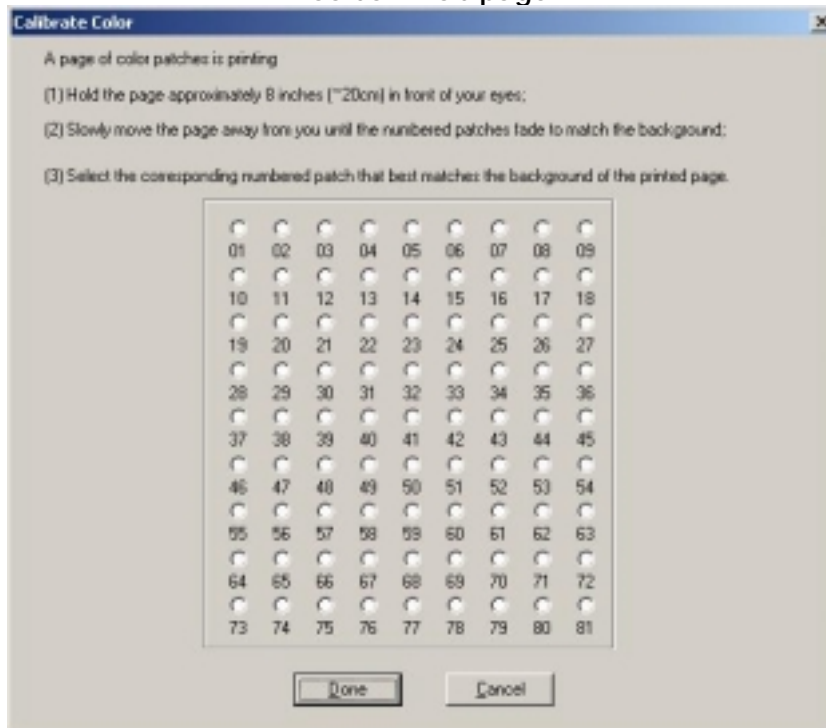 Calibrate Color
A page of color patches is printing
(1) Hold the page approximately 8 inches (~20cm) in front of your eyes;
(2) Slowly move the page away from you until the numbered patches fade to match the background;
(3) Select the corresponding numbered patch that best matches the background of the printed page.
01 02 03 04 05 06 07 08 09
10 11 12 13 14 15 16 17 18
19 20 21 22 23 24 25 26 27
28 29 30 31 32 33 34 35 36
37 38 39 40 41 42 43 44 45
46 47 48 49 50 51 52 53 54
55 56 57 58 59 60 61 62 63
64 65 66 67 68 69 70 71 72
73 74 75 76 77 78 79 80 81
Done Cancel